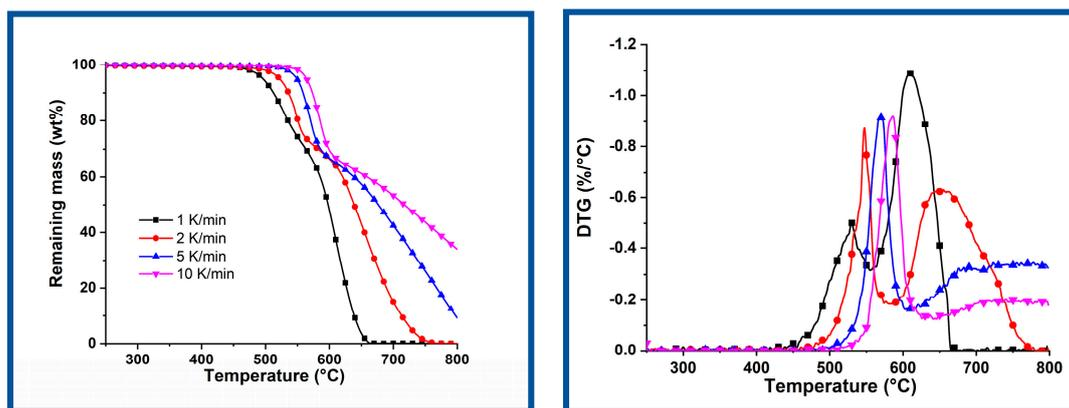 Remaining mass (wt%)
100
80
60
40
20
0
1 K/min
2 K/min
5 K/min
10 K/min
300 400 500 600 700 800
Temperature (°C)
DTG (%/°C)
-1.2
-1.0
-0.8
-0.6
-0.4
-0.2
0.0
300 400 500 600 700 800
Temperature (°C)